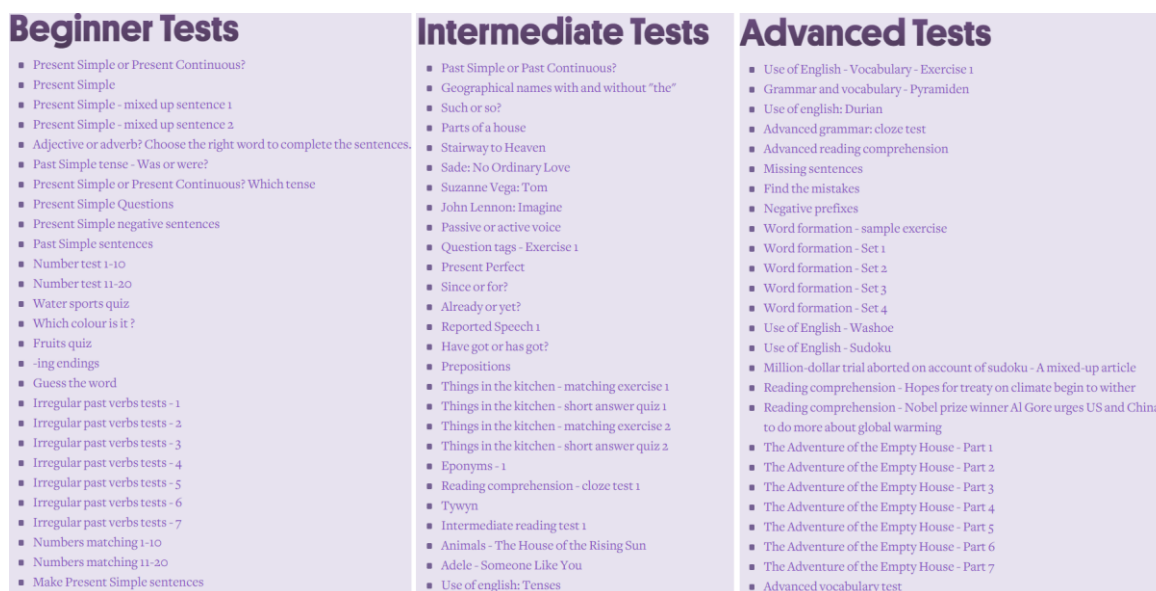 Beginner Tests
Present Simple or Present Continuous?
Present Simple
Present Simple - mixed up sentence 1
Present Simple - mixed up sentence 2
Adjective or adverb? Choose the right word to complete the sentences.
Past Simple tense - Was or were?
Present Simple or Present Continuous? Which tense
Present Simple Questions
Present Simple negative sentences
Past Simple sentences
Number test 1-10
Number test 11-20
Water sports quiz
Which colour is it ?
Fruits quiz
-ing endings
Guess the word
Irregular past verbs tests - 1
Irregular past verbs tests - 2
Irregular past verbs tests - 3
Irregular past verbs tests - 4
Irregular past verbs tests - 5
Irregular past verbs tests - 6
Irregular past verbs tests - 7
Numbers matching 1-10
Numbers matching 11-20
Make Present Simple sentences
Intermediate Tests
Past Simple or Past Continuous?
Geographical names with and without "the"
Such or so?
Parts of a house
Stairway to Heaven
Sade: No Ordinary Love
Suzanne Vega: Tom
John Lennon: Imagine
Passive or active voice
Question tags - Exercise 1
Present Perfect
Since or for?
Already or yet?
Reported Speech 1
Have got or has got?
Prepositions
Things in the kitchen - matching exercise 1
Things in the kitchen - short answer quiz 1
Things in the kitchen - matching exercise 2
Things in the kitchen - short answer quiz 2
Eponyms - 1
Reading comprehension - cloze test 1
Tywyn
Intermediate reading test 1
Animals - The House of the Rising Sun
Adele - Someone Like You
Use of english: Tenses
Advanced Tests
Use of English - Vocabulary - Exercise 1
Grammar and vocabulary - Pyramiden
Use of english: Durian
Advanced grammar: cloze test
Advanced reading comprehension
Missing sentences
Find the mistakes
Negative prefixes
Word formation - sample exercise
Word formation - Set 1
Word formation - Set 2
Word formation - Set 3
Word formation - Set 4
Use of English - Washoe
Use of English - Sudoku
Million-dollar trial aborted on account of sudoku - A mixed-up article
Reading comprehension - Hopes for treaty on climate begin to wither
Reading comprehension - Nobel prize winner Al Gore urges US and China
to do more about global warming
The Adventure of the Empty House - Part 1
The Adventure of the Empty House - Part 2
The Adventure of the Empty House - Part 3
The Adventure of the Empty House - Part 4
The Adventure of the Empty House - Part 5
The Adventure of the Empty House - Part 6
The Adventure of the Empty House - Part 7
Advanced vocabulary test